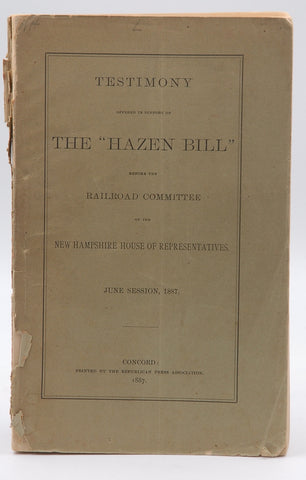 TESTIMONY
OFFERED IN SUPPORT OF
THE "HAZEN BILL"
BEFORE THE
RAILROAD COMMITTEE
OF THE
NEW HAMPSHIRE HOUSE OF REPRESENTATIVES.
JUNE SESSION, 1887.
CONCORD:
PRINTED BY THE REPUBLICAN PRESS ASSOCIATION.
1887.